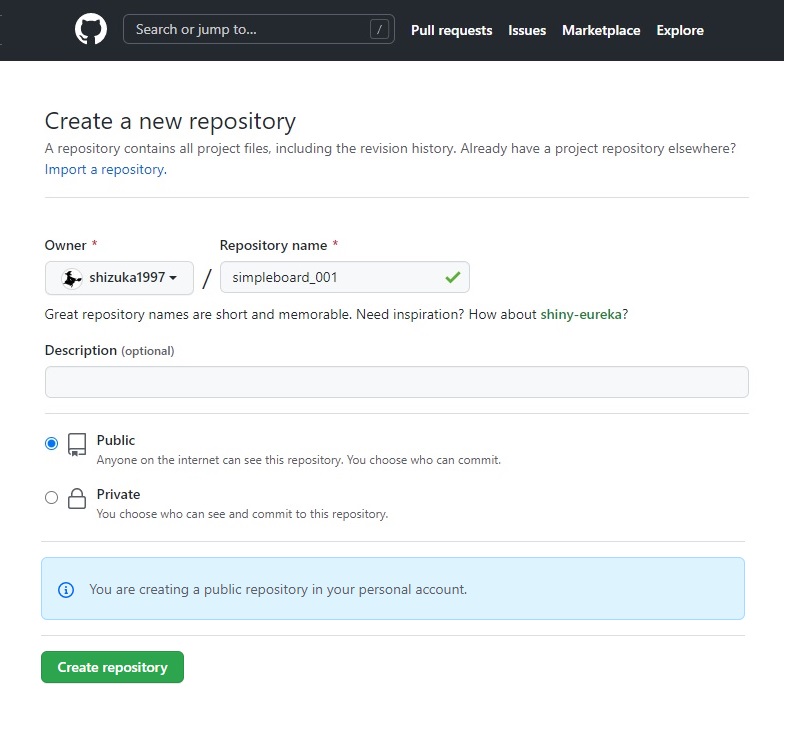 Search or jump to... / Pull requests Issues Marketplace Explore
Create a new repository
A repository contains all project files, including the revision history. Already have a project repository elsewhere?
Import a repository.
Owner * Repository name *
shizuka1997 / simpleboard_001
Great repository names are short and memorable. Need inspiration? How about shiny-eureka?
Description (optional)
Public
Anyone on the internet can see this repository. You choose who can commit.
Private
You choose who can see and commit to this repository.
You are creating a public repository in your personal account.
Create repository